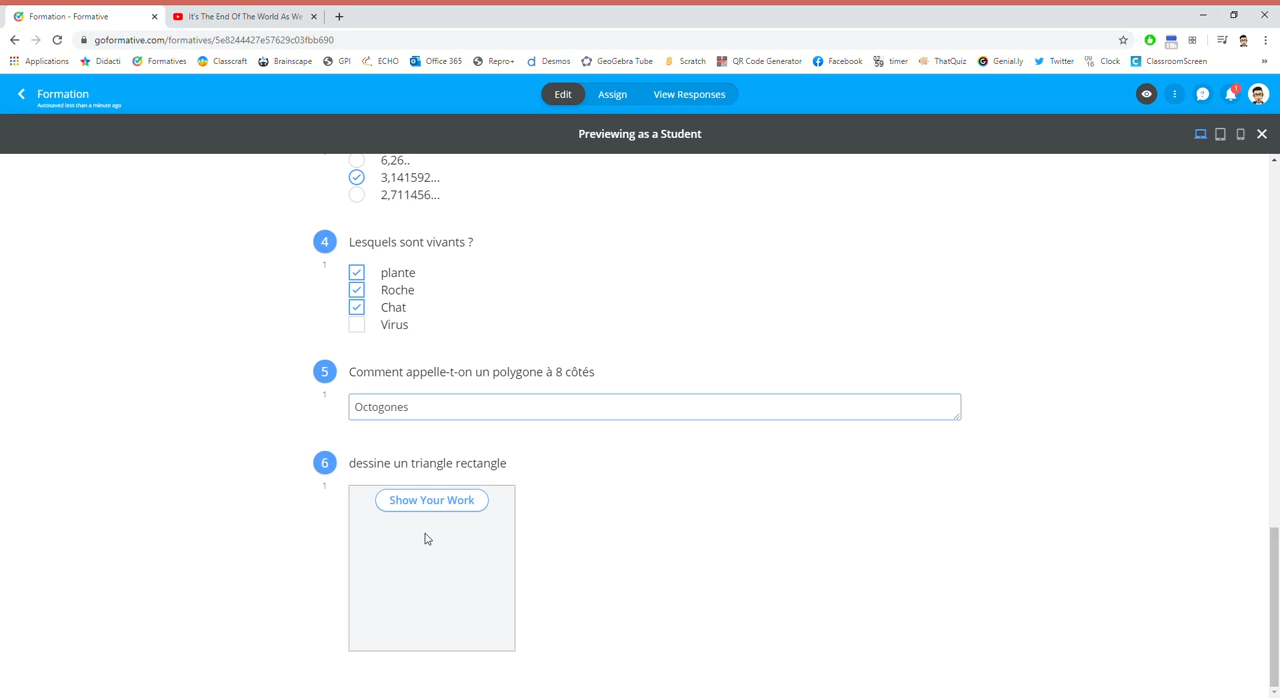 Formation - Formative
It's The End Of The World As We
goformative.com/formatives/5e8244427e57629c03fbb690
Applications Didacti Formatives Classcraft Brainscape GPI ECHO Office 365 Repro+ Desmos GeoGebra Tube Scratch QR Code Generator Facebook timer ThatQuiz Genial.ly Twitter Clock ClassroomScreen »
Formation
Autosaved less than a minute ago
Edit Assign View Responses
1
Previewing as a Student
6,26..
3,141592...
2,711456...
4 Lesquels sont vivants ?
1
plante
Roche
Chat
Virus
5 Comment appelle-t-on un polygone à 8 côtés
1
Octogones
6 dessine un triangle rectangle
1
Show Your Work